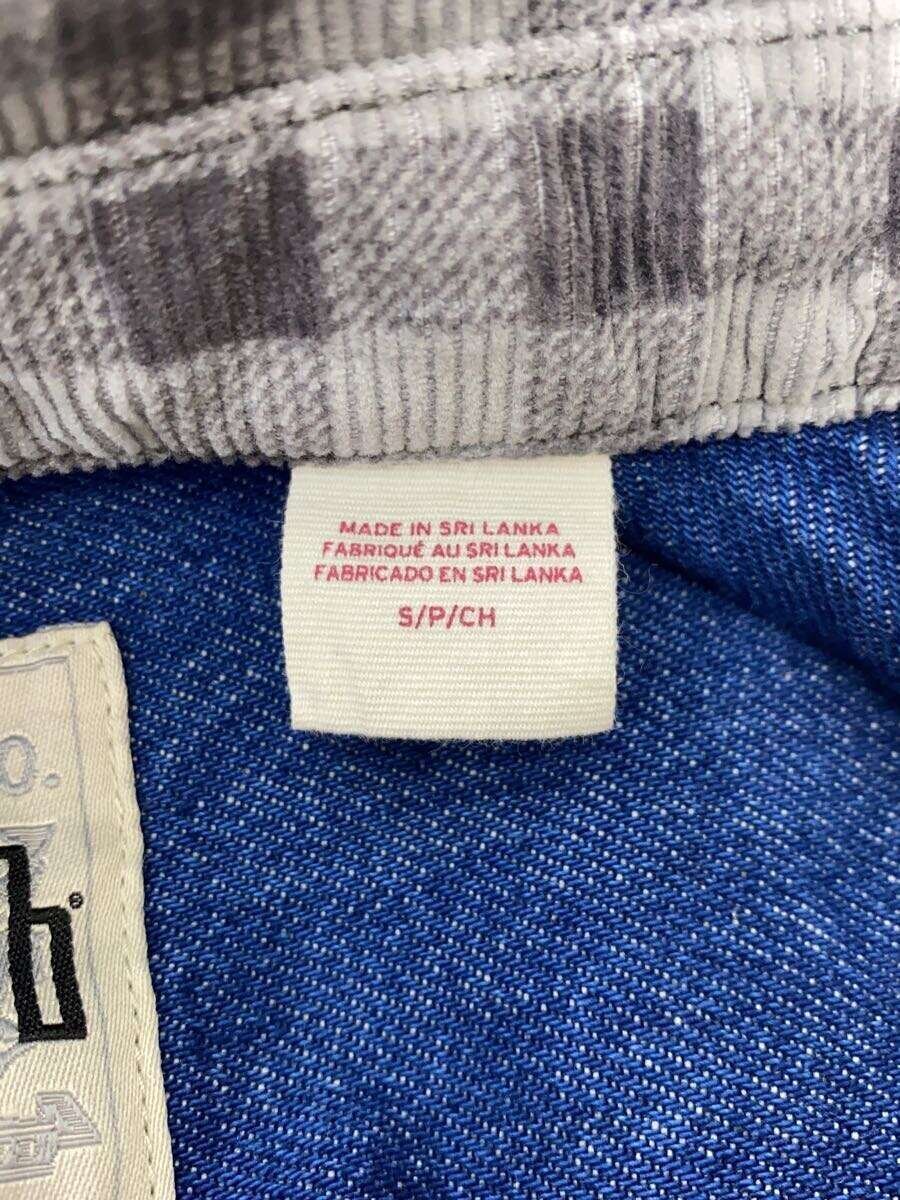 MADE IN SRI LANKA
FABRIQUÉ AU SRI LANKA
FABRICADO EN SRI LANKA
S/P/CH
O.
h®